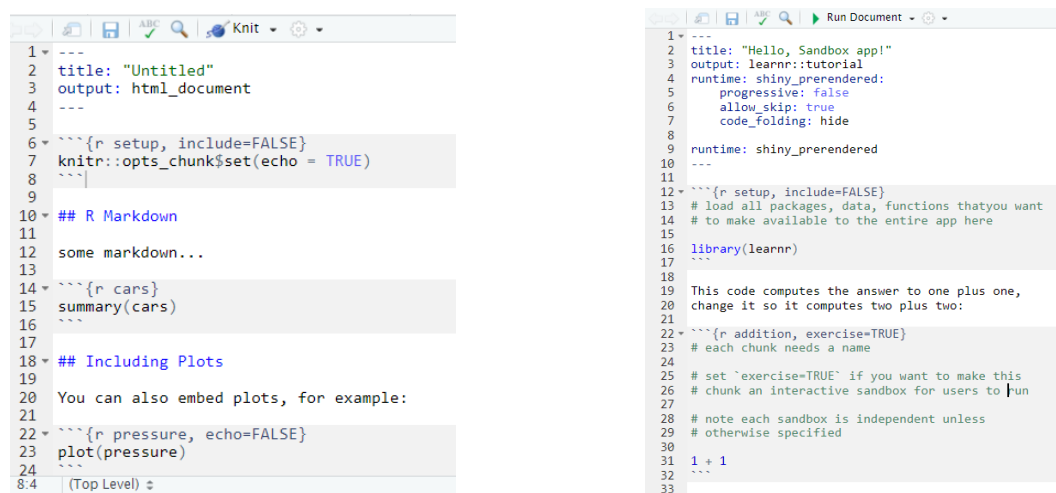 ABC Knit
1 ---
2 title: "Untitled"
3 output: html_document
4 ---
5
6 ```{r setup, include=FALSE}
7 knitr::opts_chunk$set(echo = TRUE)
8 ```
9
10 ## R Markdown
11
12 some markdown...
13
14 ```{r cars}
15 summary(cars)
16 ```
17
18 ## Including Plots
19
20 You can also embed plots, for example:
21
22 ```{r pressure, echo=FALSE}
23 plot(pressure)
24 ```
8:4 (Top Level)
ABC Run Document
1 ---
2 title: "Hello, Sandbox app!"
3 output: learnr::tutorial
4 runtime: shiny_prerendered:
5 progressive: false
6 allow_skip: true
7 code_folding: hide
8
9 runtime: shiny_prerendered
10 ---
11
12 ```{r setup, include=FALSE}
13 # load all packages, data, functions thatyou want
14 # to make available to the entire app here
15
16 library(learnr)
17 ```
18
19 This code computes the answer to one plus one,
20 change it so it computes two plus two:
21
22 ```{r addition, exercise=TRUE}
23 # each chunk needs a name
24
25 # set `exercise=TRUE` if you want to make this
26 # chunk an interactive sandbox for users to run
27
28 # note each sandbox is independent unless
29 # otherwise specified
30
31 1 + 1
32 ```
33